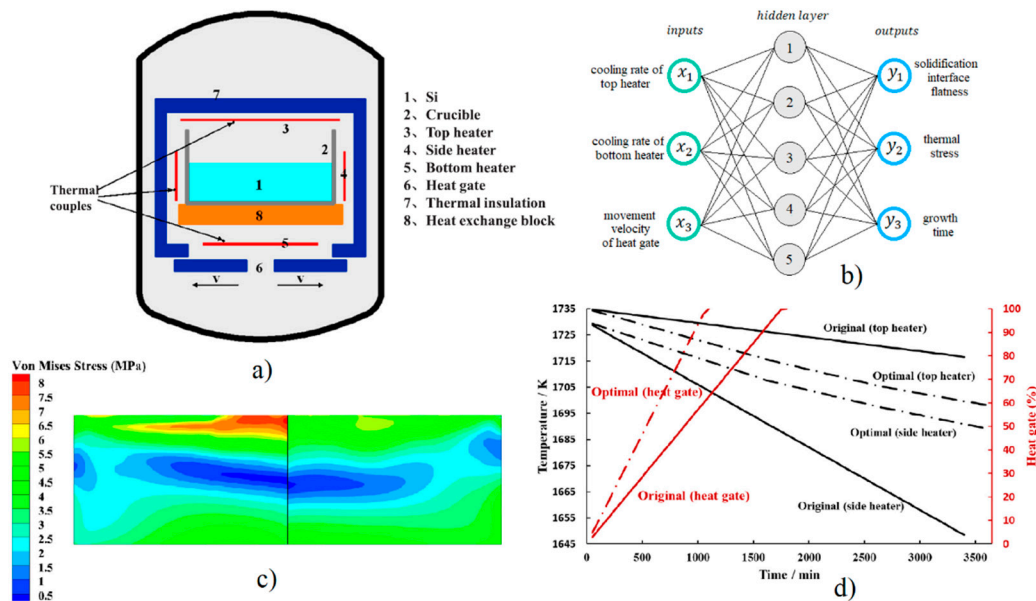 7
3
2
4
1
8
5
6
v
v
Thermal
couples
1、Si
2、Crucible
3、Top heater
4、Side heater
5、Bottom heater
6、Heat gate
7、Thermal insulation
8、Heat exchange block
a)
inputs
hidden layer
outputs
cooling rate of
top heater
x₁
cooling rate of
bottom heater
x₂
movement
velocity
of heat gate
x₃
1
2
3
4
5
y₁
solidification
interface
flatness
y₂
thermal
stress
y₃
growth
time
b)
Von Mises Stress (MPa)
8
7.5
7
6.5
6
5.5
5
4.5
4
3.5
3
2.5
2
1.5
1
0.5
c)
Temperature / K
1735
1725
1715
1705
1695
1685
1675
1665
1655
1645
0
500
1000
1500
2000
2500
3000
3500
Time / min
Heat gate (%)
100
90
80
70
60
50
40
30
20
10
0
Original (top heater)
Optimal (top heater)
Optimal (heat gate)
Optimal (side heater)
Original (heat gate)
Original (side heater)
d)